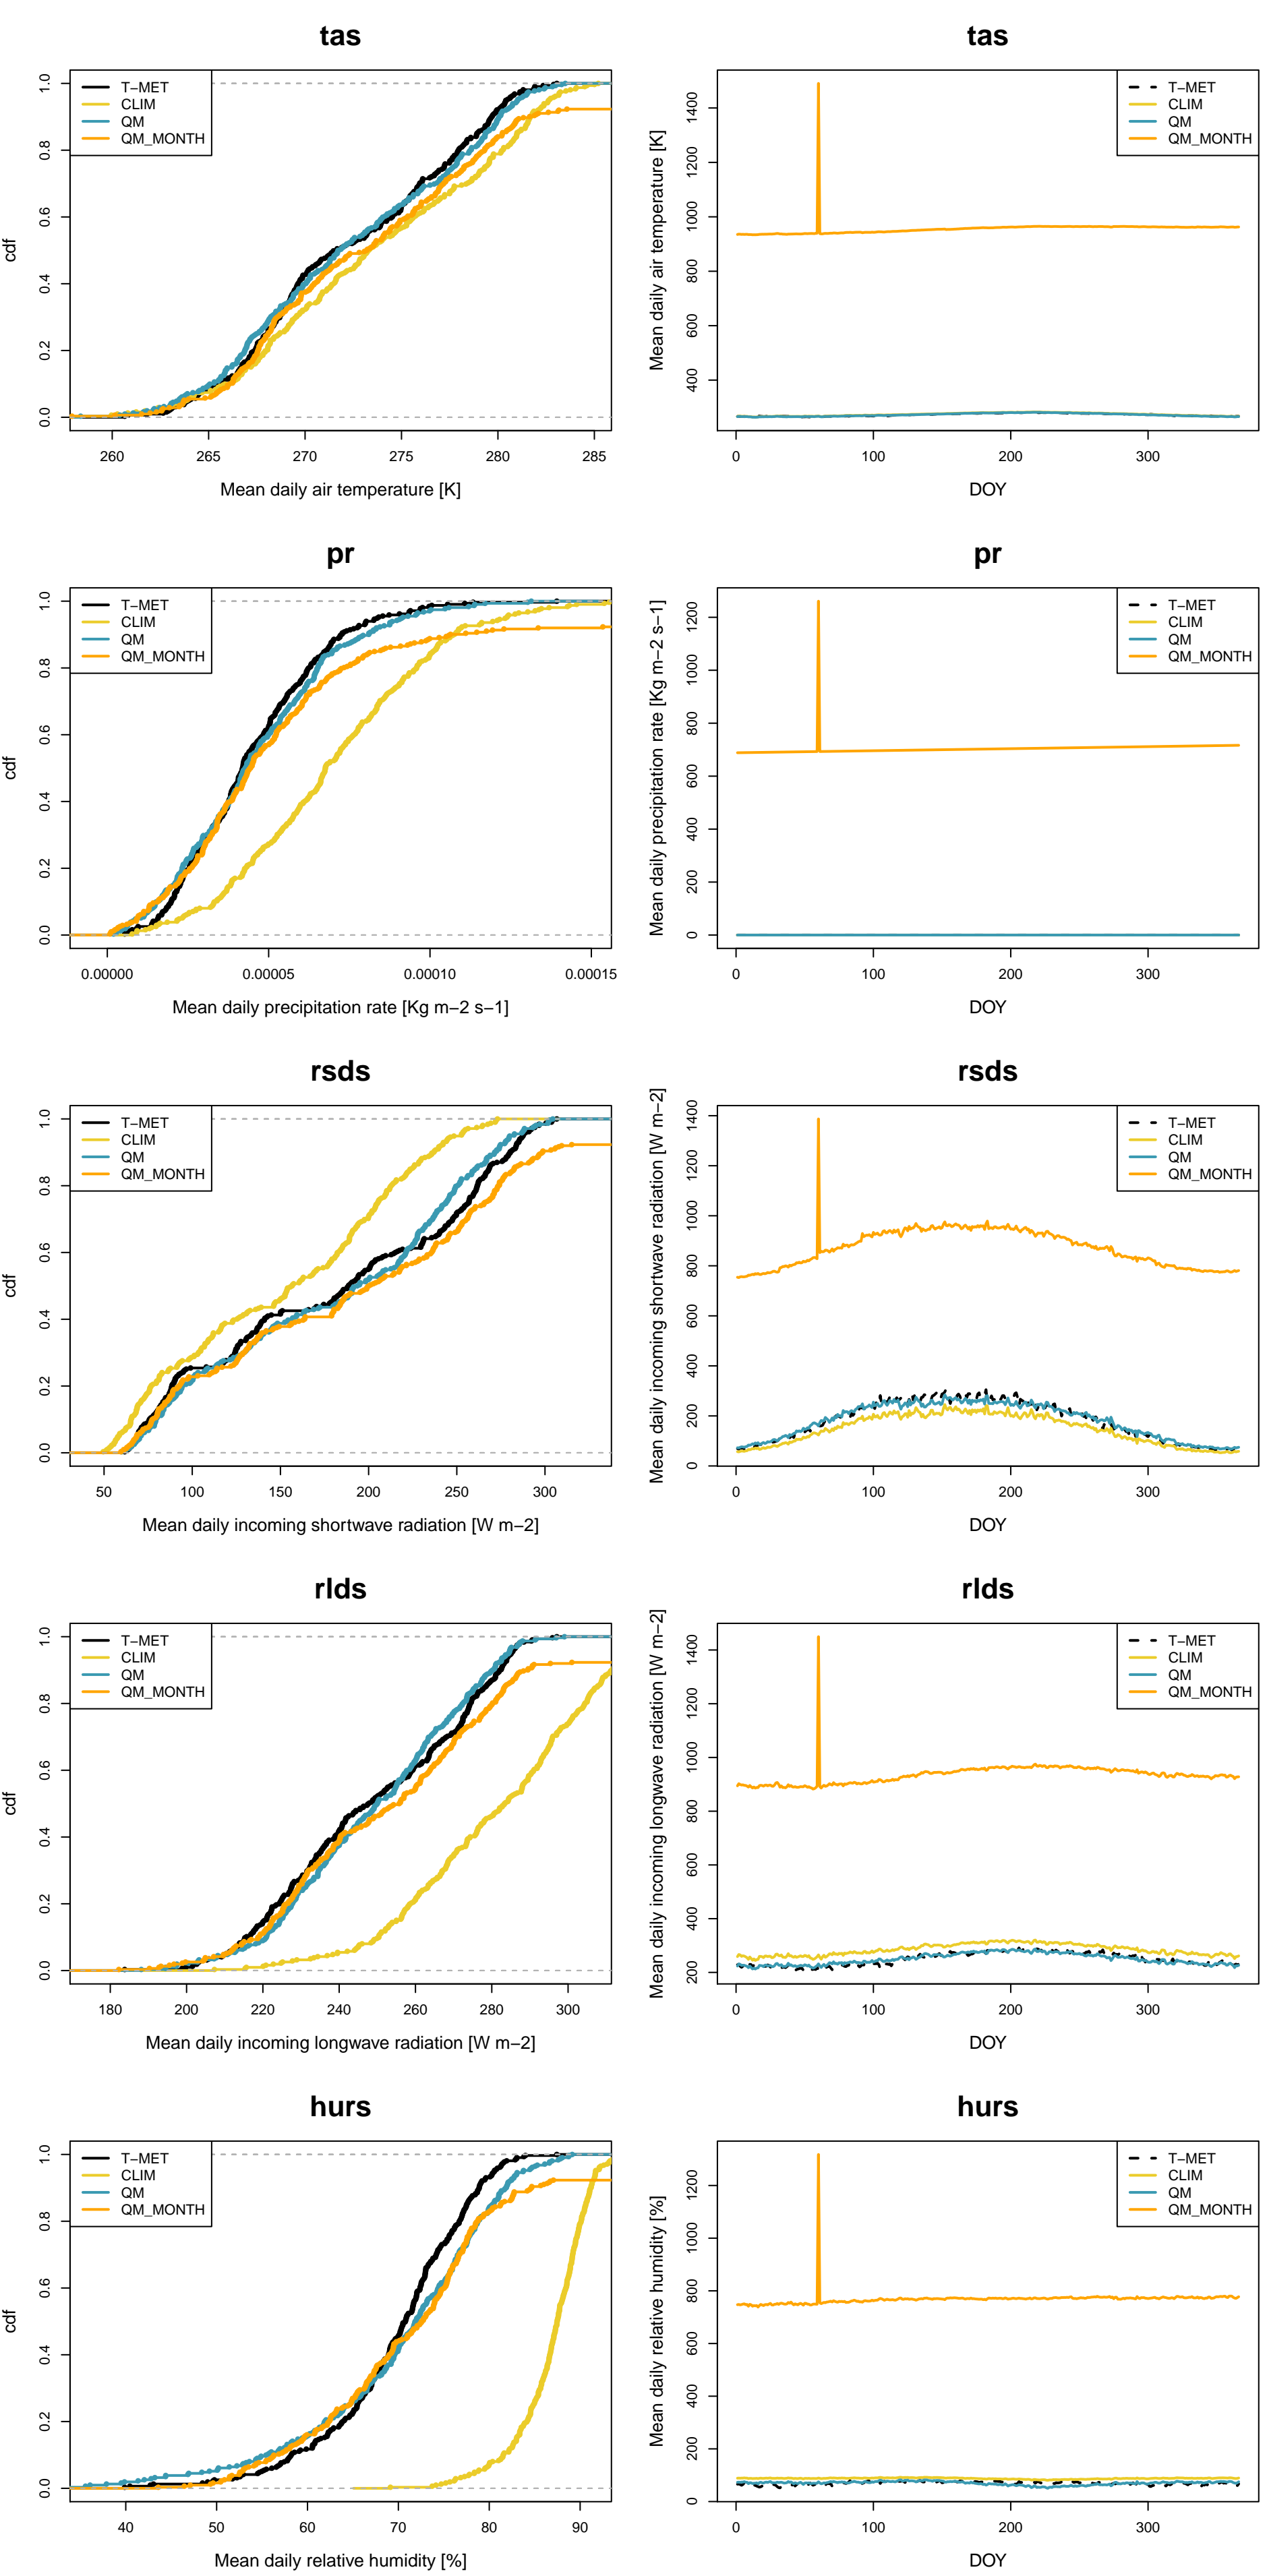 tas
T−MET
CLIM
QM
QM_MONTH
cdf
0.0 0.2 0.4 0.6 0.8 1.0
260 265 270 275 280 285
Mean daily air temperature [K]
tas
T−MET
CLIM
QM
QM_MONTH
Mean daily air temperature [K]
400 600 800 1000 1200 1400
0 100 200 300
DOY
pr
T−MET
CLIM
QM
QM_MONTH
cdf
0.0 0.2 0.4 0.6 0.8 1.0
0.00000 0.00005 0.00010 0.00015
Mean daily precipitation rate [Kg m−2 s−1]
pr
T−MET
CLIM
QM
QM_MONTH
Mean daily precipitation rate [Kg m−2 s−1]
0 200 400 600 800 1000 1200
0 100 200 300
DOY
rsds
T−MET
CLIM
QM
QM_MONTH
cdf
0.0 0.2 0.4 0.6 0.8 1.0
50 100 150 200 250 300
Mean daily incoming shortwave radiation [W m−2]
rsds
T−MET
CLIM
QM
QM_MONTH
Mean daily incoming shortwave radiation [W m−2]
0 200 400 600 800 1000 1200 1400
0 100 200 300
DOY
rlds
T−MET
CLIM
QM
QM_MONTH
cdf
0.0 0.2 0.4 0.6 0.8 1.0
180 200 220 240 260 280 300
Mean daily incoming longwave radiation [W m−2]
rlds
T−MET
CLIM
QM
QM_MONTH
Mean daily incoming longwave radiation [W m−2]
200 400 600 800 1000 1200 1400
0 100 200 300
DOY
hurs
T−MET
CLIM
QM
QM_MONTH
cdf
0.0 0.2 0.4 0.6 0.8 1.0
40 50 60 70 80 90
Mean daily relative humidity [%]
hurs
T−MET
CLIM
QM
QM_MONTH
Mean daily relative humidity [%]
0 200 400 600 800 1000 1200
0 100 200 300
DOY